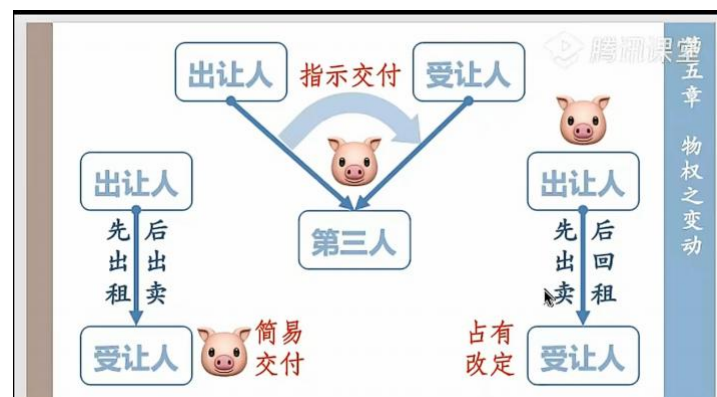 腾讯课堂
出让人
指示交付
受让人
第五章 物权之变动
出让人
先出租
后出卖
受让人
简易
交付
第三人
出让人
先出卖
后回租
占有
改定
受让人